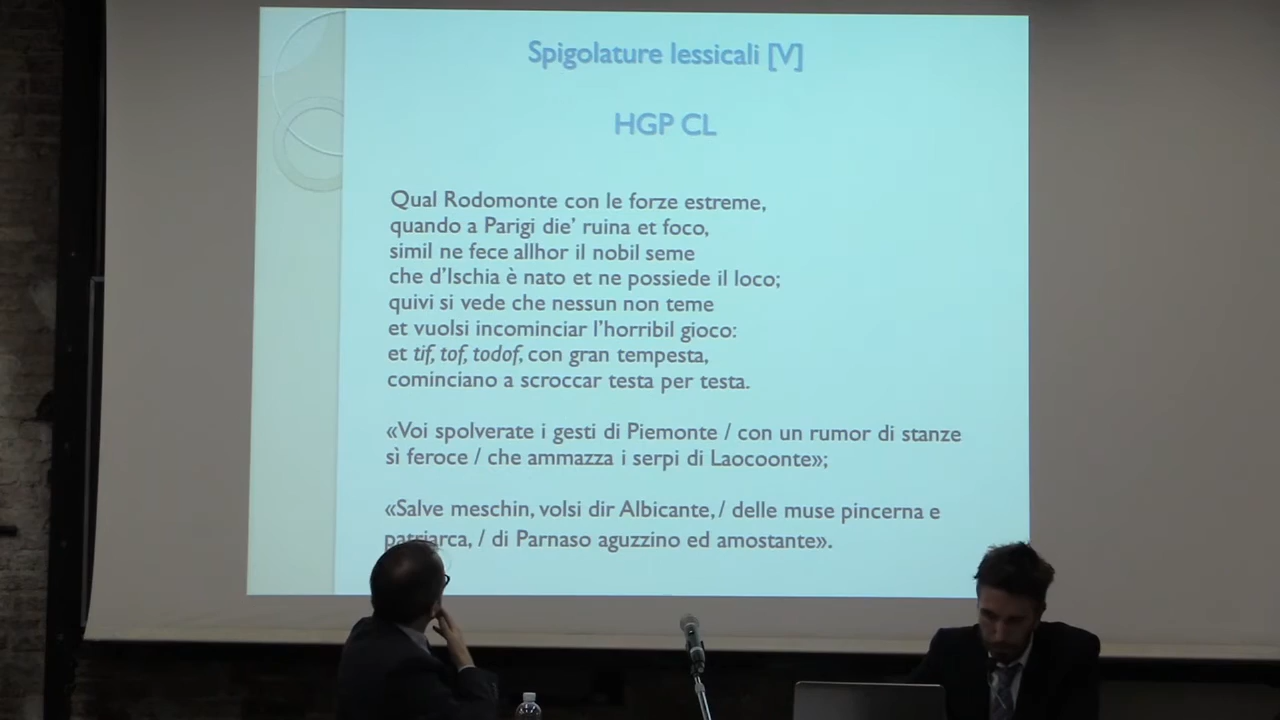 Spigolature lessicali [V]
HGP CL
Qual Rodomonte con le forze estreme,
quando a Parigi die' ruina et foco,
simil ne fece allhor il nobil seme
che d'Ischia è nato et ne possiede il loco;
quivi si vede che nessun non teme
et vuolsi incominciar l'horribil gioco:
et tif, tof, todof, con gran tempesta,
cominciano a scroccar testa per testa.
«Voi spolverate i gesti di Piemonte / con un rumor di stanze
sì feroce / che ammazza i serpi di Laocoonte»;
«Salve meschin, volsi dir Albicante, / delle muse pincerna e
patriarca, / di Parnaso aguzzino ed amostante».